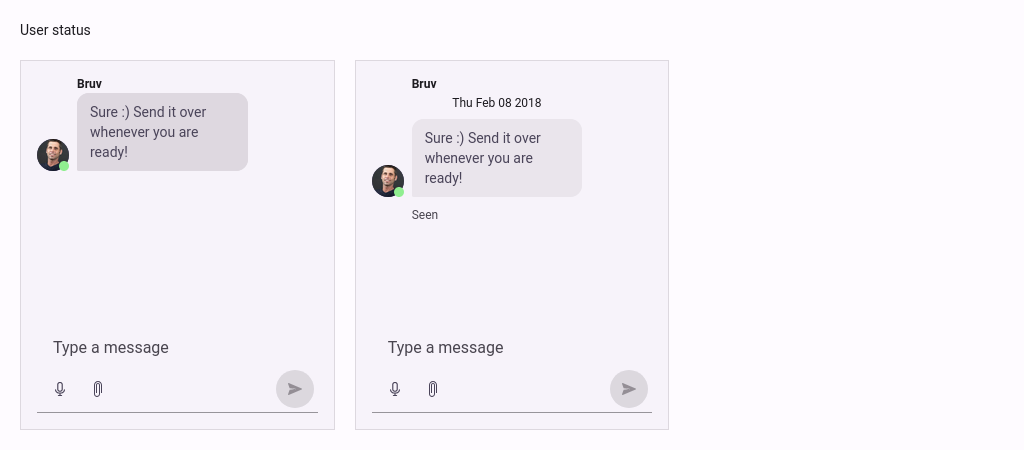 User status
Bruv
Sure :) Send it over
whenever you are
ready!
Type a message
Bruv
Thu Feb 08 2018
Sure :) Send it over
whenever you are
ready!
Seen
Type a message